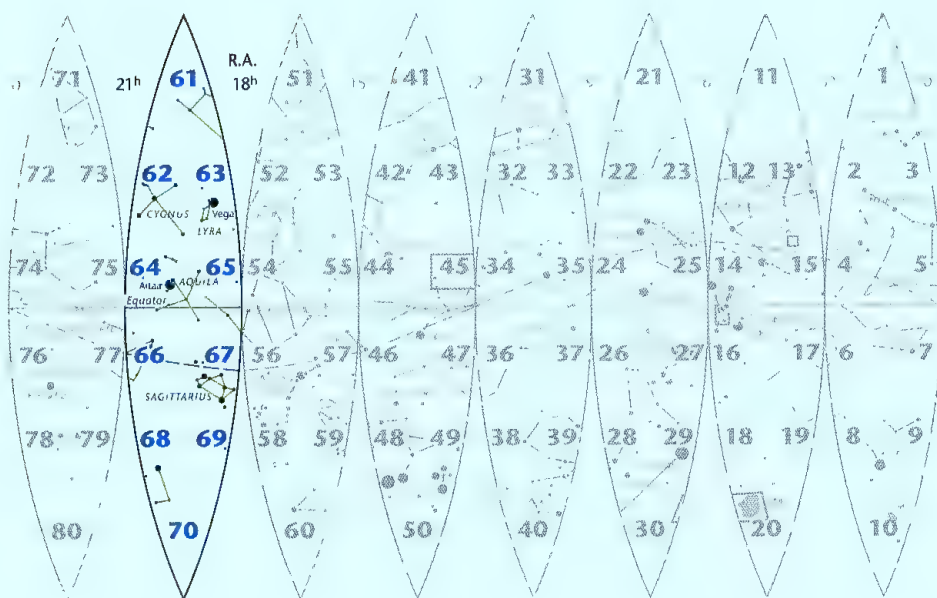 R.A.
71 21h 61 18h 51 41 31 21 11 1
72 73 62 63 52 53 42 43 32 33 22 23 12 13 2 3
CYGNUS Vega
LYRA
74 75 64 65 54 55 44 45 34 35 24 25 14 15 4 5
Altair AQUILA
Equator
76 77 66 67 56 57 46 47 36 37 26 27 16 17 6 7
SAGITTARIUS
78 79 68 69 58 59 48 49 38 39 28 29 18 19 8 9
80 70 60 50 40 30 20 10